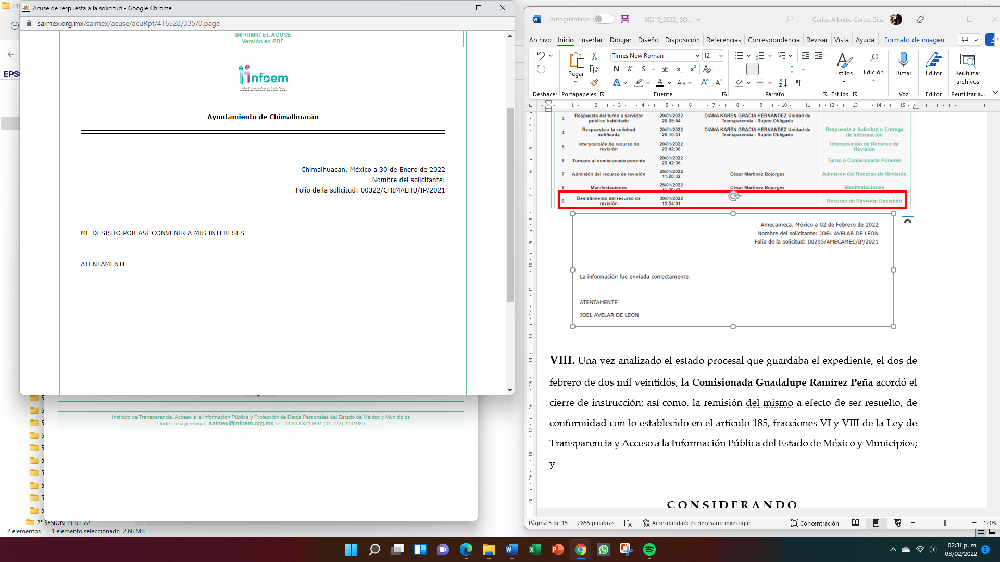 Acuse de respuesta a la solicitud - Google Chrome
saimex.org.mx/saimex/acuse/acuRpt/416528/335/0.page
IMPRIMIR EL ACUSE
Versión en PDF
infoem
Ayuntamiento de Chimalhuacán
Chimalhuacán, México a 30 de Enero de 2022
Nombre del solicitante:
Folio de la solicitud: 00322/CHIMALHU/IP/2021
ME DESISTO POR ASÍ CONVENIR A MIS INTERESES
ATENTAMENTE
Instituto de Transparencia, Acceso a la Información Pública y Protección de Datos Personales del Estado de México y Municipios
Dudas o sugerencias: saimex@infoem.org.mx Tel. 01 800 8210441 (01 722) 2261980
2° SESION 19-01-22
2 elementos 1 elemento seleccionado 2.68 MB
Autoguardado 00219_2022_ SO... Carlos Alberto Cortes Diaz
Archivo Inicio Insertar Dibujar Diseño Disposición Referencias Correspondencia Revisar Vista Ayuda Formato de imagen
Times New Roman 12
N K S ab x₂ x² A
Pegar Estilos Edición Dictar Editor Reutilizar archivos
Deshacer Portapapeles Fuente Párrafo Estilos Voz Editor Reutilizar a...
3 Respuesta del turno a servidor público habilitado 20/01/2022 20:09:54 DIANA KAREN GRACIA HERNANDEZ Unidad de Transparencia - Sujeto Obligado
4 Respuesta a la solicitud notificada 20/01/2022 20:10:31 DIANA KAREN GRACIA HERNANDEZ Unidad de Transparencia - Sujeto Obligado Respuesta a Solicitud o Entrega de Información
5 Interposición de recurso de revisión 20/01/2022 23:42:36 Interposición de Recurso de Revisión
6 Turnado al comisionado ponente 20/01/2022 23:42:36 Turno a Comisionado Ponente
7 Admisión del recurso de revisión 25/01/2022 11:20:42 César Martínez Bojorges Admisión del Recurso de Revisión
8 Manifestaciones 25/01/2022 11:20:42 César Martínez Bojorges Manifestaciones
9 Desistimiento del recurso de revisión 30/01/2022 15:54:01 Recurso de Revisión Desistido
Amecameca, México a 02 de Febrero de 2022
Nombre del solicitante: JOEL AVELAR DE LEON
Folio de la solicitud: 00295/AMECAMEC/IP/2021
La información fue enviada correctamente.
ATENTAMENTE
JOEL AVELAR DE LEON
VIII. Una vez analizado el estado procesal que guardaba el expediente, el dos de
febrero de dos mil veintidós, la Comisionada Guadalupe Ramírez Peña acordó el
cierre de instrucción; así como, la remisión del mismo a efecto de ser resuelto, de
conformidad con lo establecido en el artículo 185, fracciones VI y VIII de la Ley de
Transparencia y Acceso a la Información Pública del Estado de México y Municipios;
y
CONSIDERANDO
Página 5 de 15 2855 palabras Accesibilidad: es necesario investigar Concentración 120%
02:31 p. m.
03/02/2022
3